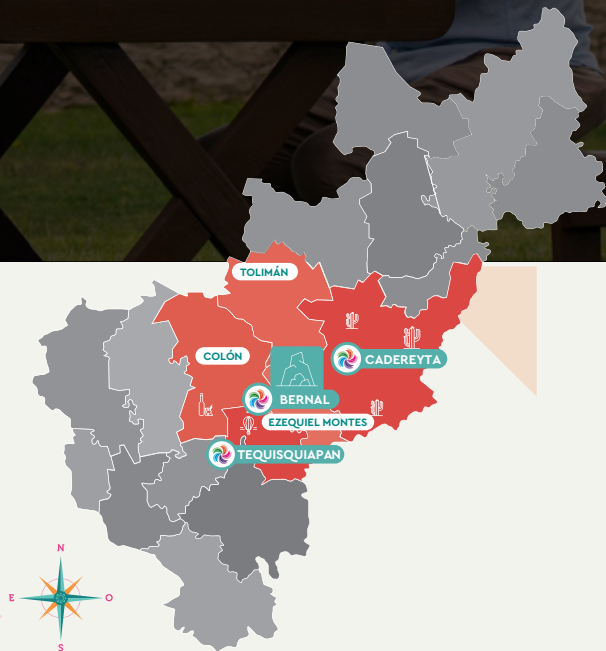 TOLIMÁN
COLÓN
CADEREYTA
BERNAL
EZEQUIEL MONTES
TEQUISQUIAPAN
N
E
O
S